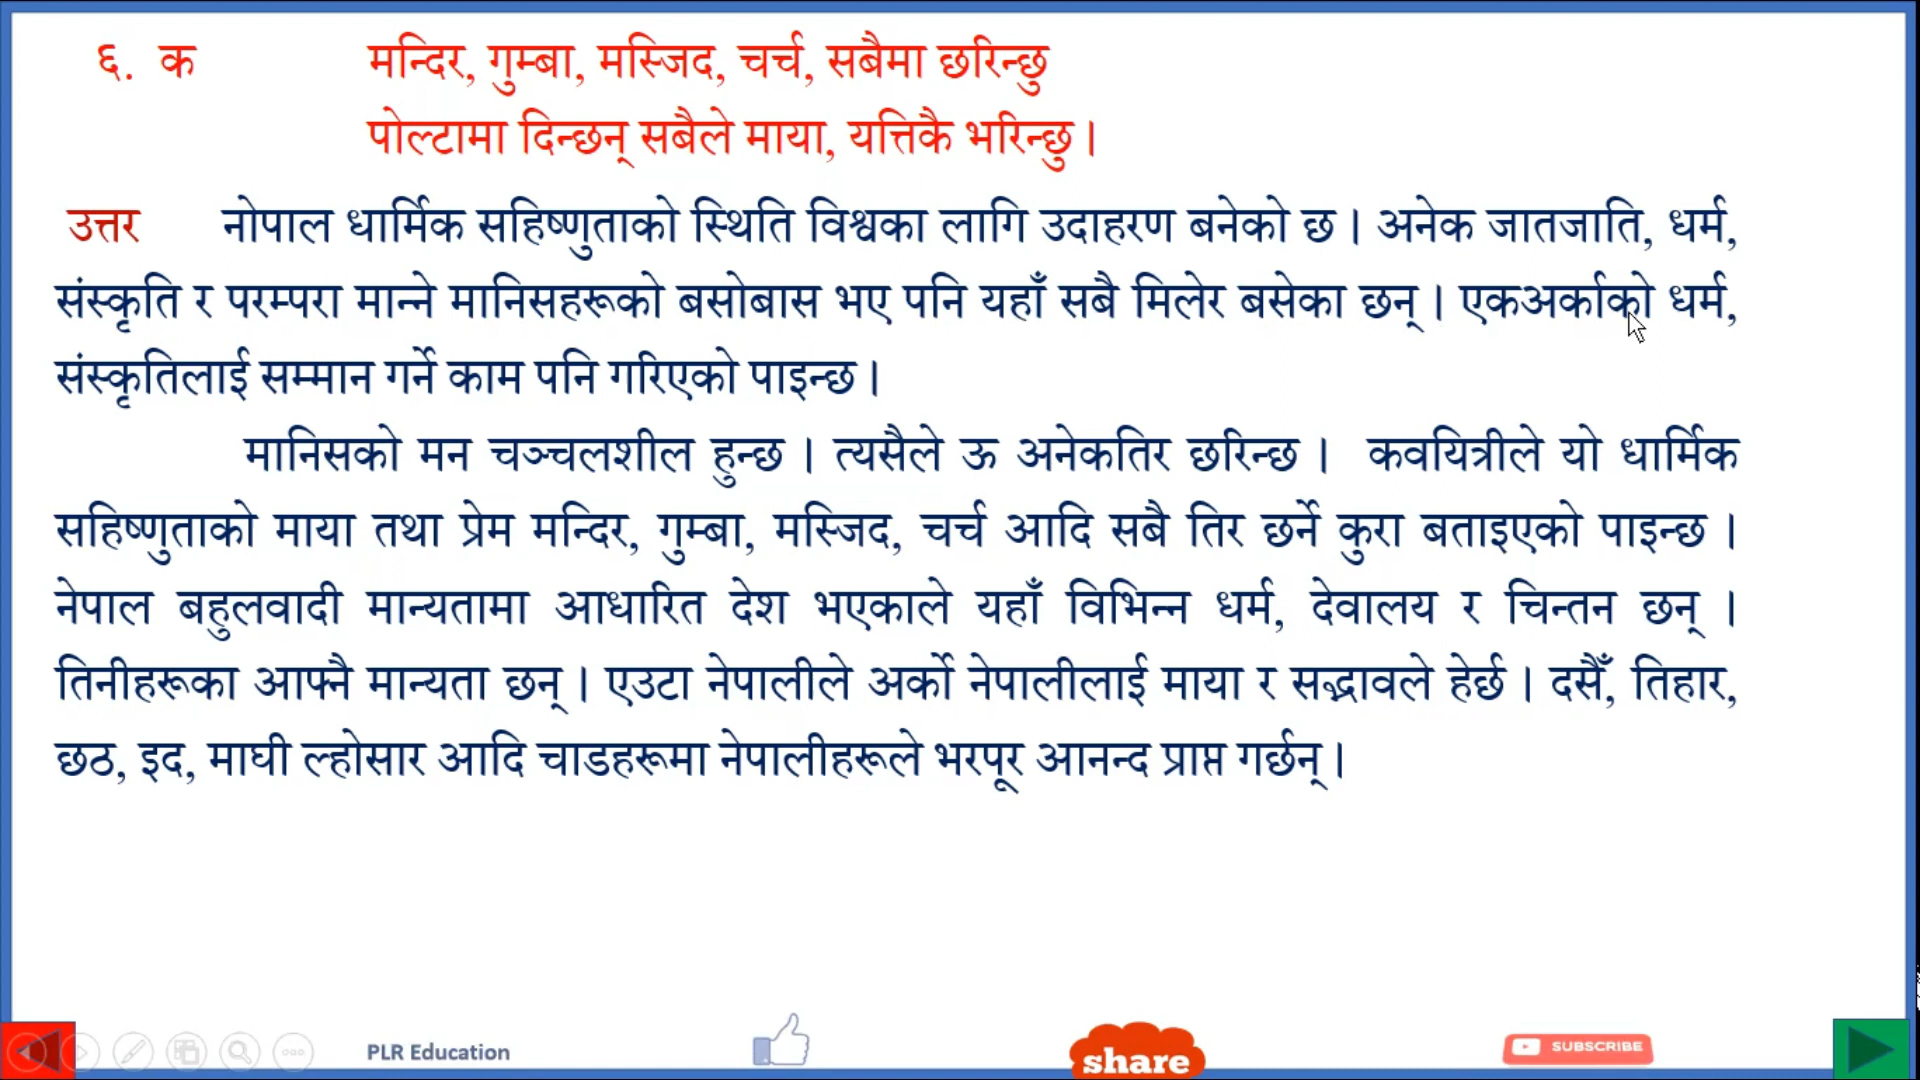 ६. क मन्दिर, गुम्बा, मस्जिद, चर्च, सबैमा छरिन्छु
पोल्टामा दिन्छन् सबैले माया, यत्तिकै भरिन्छु।
उत्तर नोपाल धार्मिक सहिष्णुताको स्थिति विश्वका लागि उदाहरण बनेको छ । अनेक जातजाति, धर्म,
संस्कृति र परम्परा मान्ने मानिसहरूको बसोबास भए पनि यहाँ सबै मिलेर बसेका छन् । एकअर्काको धर्म,
संस्कृतिलाई सम्मान गर्ने काम पनि गरिएको पाइन्छ।
मानिसको मन चञ्चलशील हुन्छ । त्यसैले ऊ अनेकतिर छरिन्छ । कवयित्रीले यो धार्मिक
सहिष्णुताको माया तथा प्रेम मन्दिर, गुम्बा, मस्जिद, चर्च आदि सबै तिर छर्ने कुरा बताइएको पाइन्छ ।
नेपाल बहुलवादी मान्यतामा आधारित देश भएकाले यहाँ विभिन्न धर्म, देवालय र चिन्तन छन् ।
तिनीहरूका आफ्नै मान्यता छन् । एउटा नेपालीले अर्को नेपालीलाई माया र सद्भावले हेर्छ । दसैँ, तिहार,
छठ, इद, माघी ल्होसार आदि चाडहरूमा नेपालीहरूले भरपूर आनन्द प्राप्त गर्छन्।
PLR Education
share
SUBSCRIBE